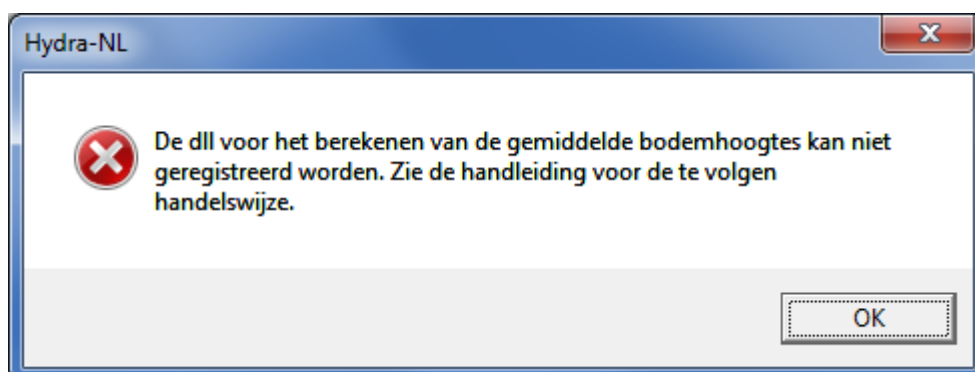 Hydra-NL
De dll voor het berekenen van de gemiddelde bodemhoogtes kan niet
geregistreerd worden. Zie de handleiding voor de te volgen
handelswijze.
OK